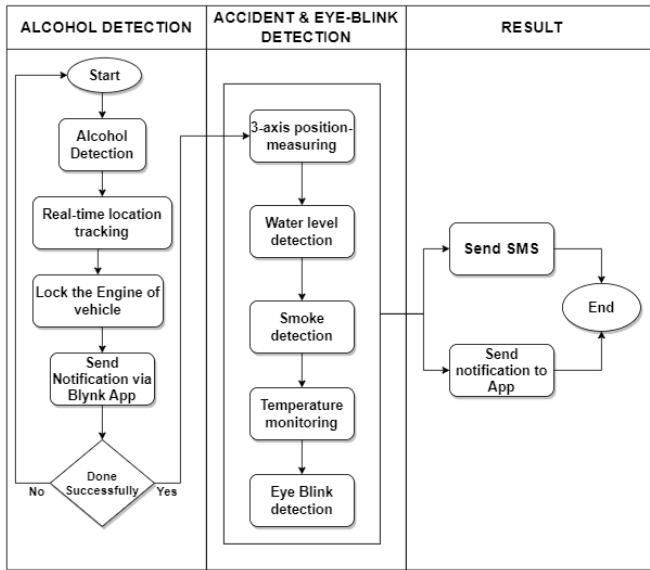 ALCOHOL DETECTION
ACCIDENT & EYE-BLINK
DETECTION
RESULT
Start
Alcohol
Detection
Real-time location
tracking
Lock the Engine of
vehicle
Send
Notification via
Blynk App
Done
Successfully
No
Yes
3-axis position-
measuring
Water level
detection
Smoke
detection
Temperature
monitoring
Eye Blink
detection
Send SMS
Send
notification to
App
End